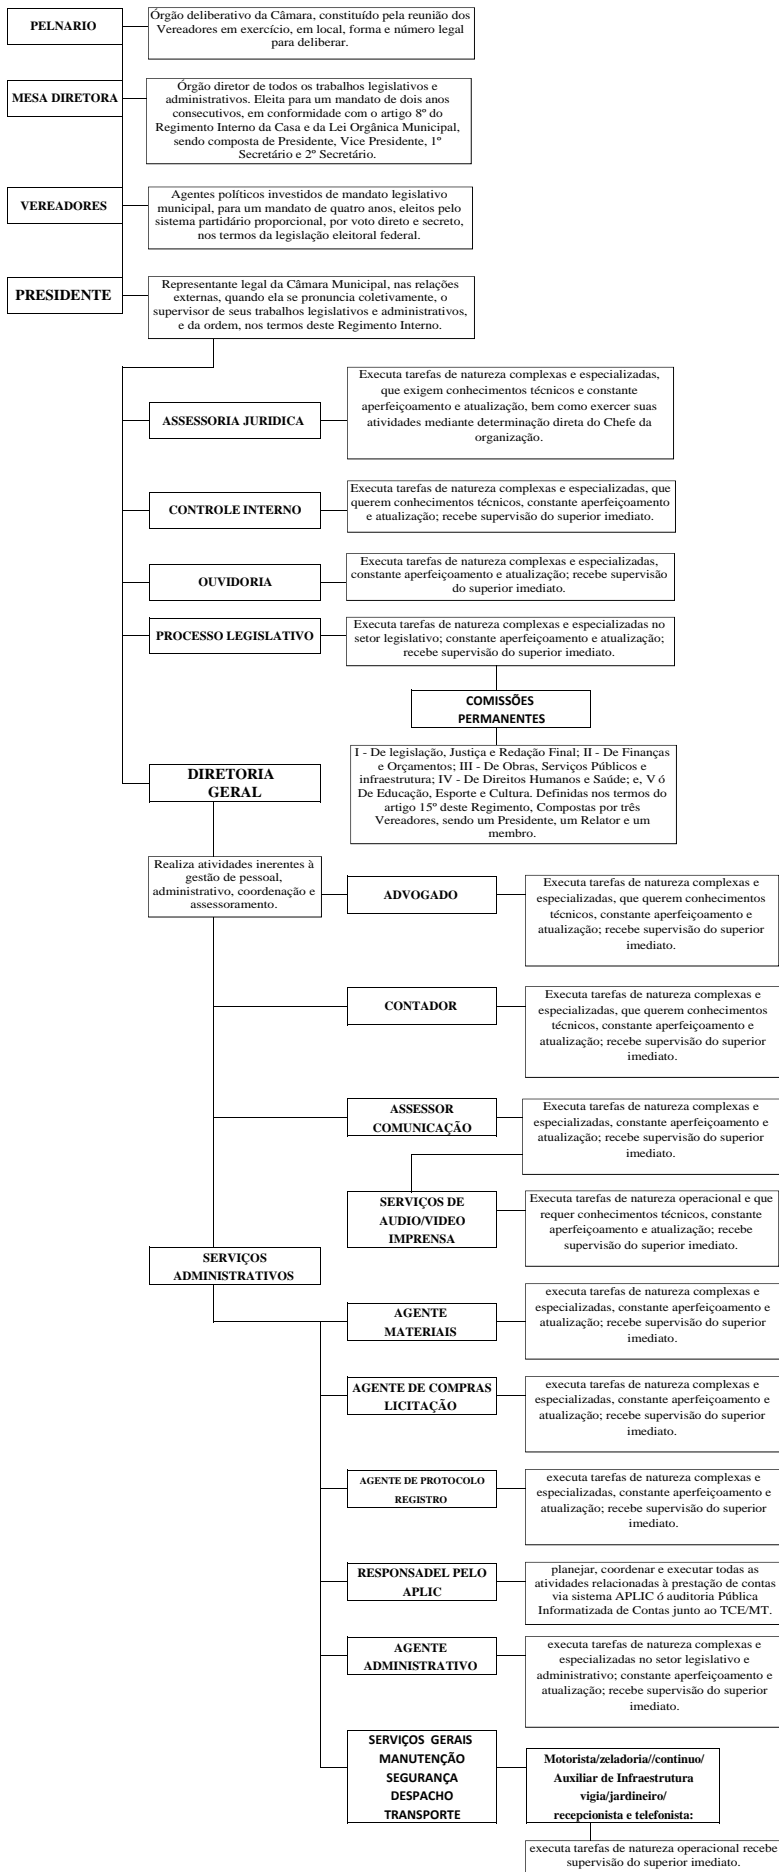 PELNARIO
Órgão deliberativo da Câmara, constituído pela reunião dos
Vereadores em exercício, em local, forma e número legal
para deliberar.
MESA DIRETORA
Órgão diretor de todos os trabalhos legislativos e
administrativos. Eleita para um mandato de dois anos
consecutivos, em conformidade com o artigo 8º do
Regimento Interno da Casa e da Lei Orgânica Municipal,
sendo composta de Presidente, Vice Presidente, 1º
Secretário e 2º Secretário.
VEREADORES
Agentes políticos investidos de mandato legislativo
municipal, para um mandato de quatro anos, eleitos pelo
sistema partidário proporcional, por voto direto e secreto,
nos termos da legislação eleitoral federal.
PRESIDENTE
Representante legal da Câmara Municipal, nas relações
externas, quando ela se pronuncia coletivamente, o
supervisor de seus trabalhos legislativos e administrativos,
e da ordem, nos termos deste Regimento Interno.
ASSESSORIA JURIDICA
Executa tarefas de natureza complexas e especializadas,
que exigem conhecimentos técnicos e constante
aperfeiçoamento e atualização, bem como exercer suas
atividades mediante determinação direta do Chefe da
organização.
CONTROLE INTERNO
Executa tarefas de natureza complexas e especializadas, que
querem conhecimentos técnicos, constante aperfeiçoamento
e atualização; recebe supervisão do superior imediato.
OUVIDORIA
Executa tarefas de natureza complexas e especializadas,
constante aperfeiçoamento e atualização; recebe supervisão
do superior imediato.
PROCESSO LEGISLATIVO
Executa tarefas de natureza complexas e especializadas no
setor legislativo; constante aperfeiçoamento e atualização;
recebe supervisão do superior imediato.
COMISSÕES
PERMANENTES
I - De legislação, Justiça e Redação Final; II - De Finanças
e Orçamentos; III - De Obras, Serviços Públicos e
infraestrutura; IV - De Direitos Humanos e Saúde; e, V ó
De Educação, Esporte e Cultura. Definidas nos termos do
artigo 15º deste Regimento, Compostas por três
Vereadores, sendo um Presidente, um Relator e um
membro.
DIRETORIA
GERAL
Realiza atividades inerentes à
gestão de pessoal,
administrativo, coordenação e
assessoramento.
ADVOGADO
Executa tarefas de natureza complexas e
especializadas, que querem conhecimentos
técnicos, constante aperfeiçoamento e
atualização; recebe supervisão do superior
imediato.
CONTADOR
Executa tarefas de natureza complexas e
especializadas, que querem conhecimentos
técnicos, constante aperfeiçoamento e
atualização; recebe supervisão do superior
imediato.
ASSESSOR
COMUNICAÇÃO
Executa tarefas de natureza complexas e
especializadas, constante aperfeiçoamento e
atualização; recebe supervisão do superior
imediato.
SERVIÇOS DE
AUDIO/VIDEO
IMPRENSA
Executa tarefas de natureza operacional e que
requer conhecimentos técnicos, constante
aperfeiçoamento e atualização; recebe
supervisão do superior imediato.
SERVIÇOS
ADMINISTRATIVOS
AGENTE
MATERIAIS
executa tarefas de natureza complexas e
especializadas, constante aperfeiçoamento e
atualização; recebe supervisão do superior
imediato.
AGENTE DE COMPRAS
LICITAÇÃO
executa tarefas de natureza complexas e
especializadas, constante aperfeiçoamento e
atualização; recebe supervisão do superior
imediato.
AGENTE DE PROTOCOLO
REGISTRO
executa tarefas de natureza complexas e
especializadas, constante aperfeiçoamento e
atualização; recebe supervisão do superior
imediato.
RESPONSADEL PELO
APLIC
planejar, coordenar e executar todas as
atividades relacionadas à prestação de contas
via sistema APLIC ó auditoria Pública
Informatizada de Contas junto ao TCE/MT.
AGENTE
ADMINISTRATIVO
executa tarefas de natureza complexas e
especializadas no setor legislativo e
administrativo; constante aperfeiçoamento e
atualização; recebe supervisão do superior
imediato.
SERVIÇOS GERAIS
MANUTENÇÃO
SEGURANÇA
DESPACHO
TRANSPORTE
Motorista/zeladoria//continuo/
Auxiliar de Infraestrutura
vigia/jardineiro/
recepcionista e telefonista:
executa tarefas de natureza operacional recebe
supervisão do superior imediato.